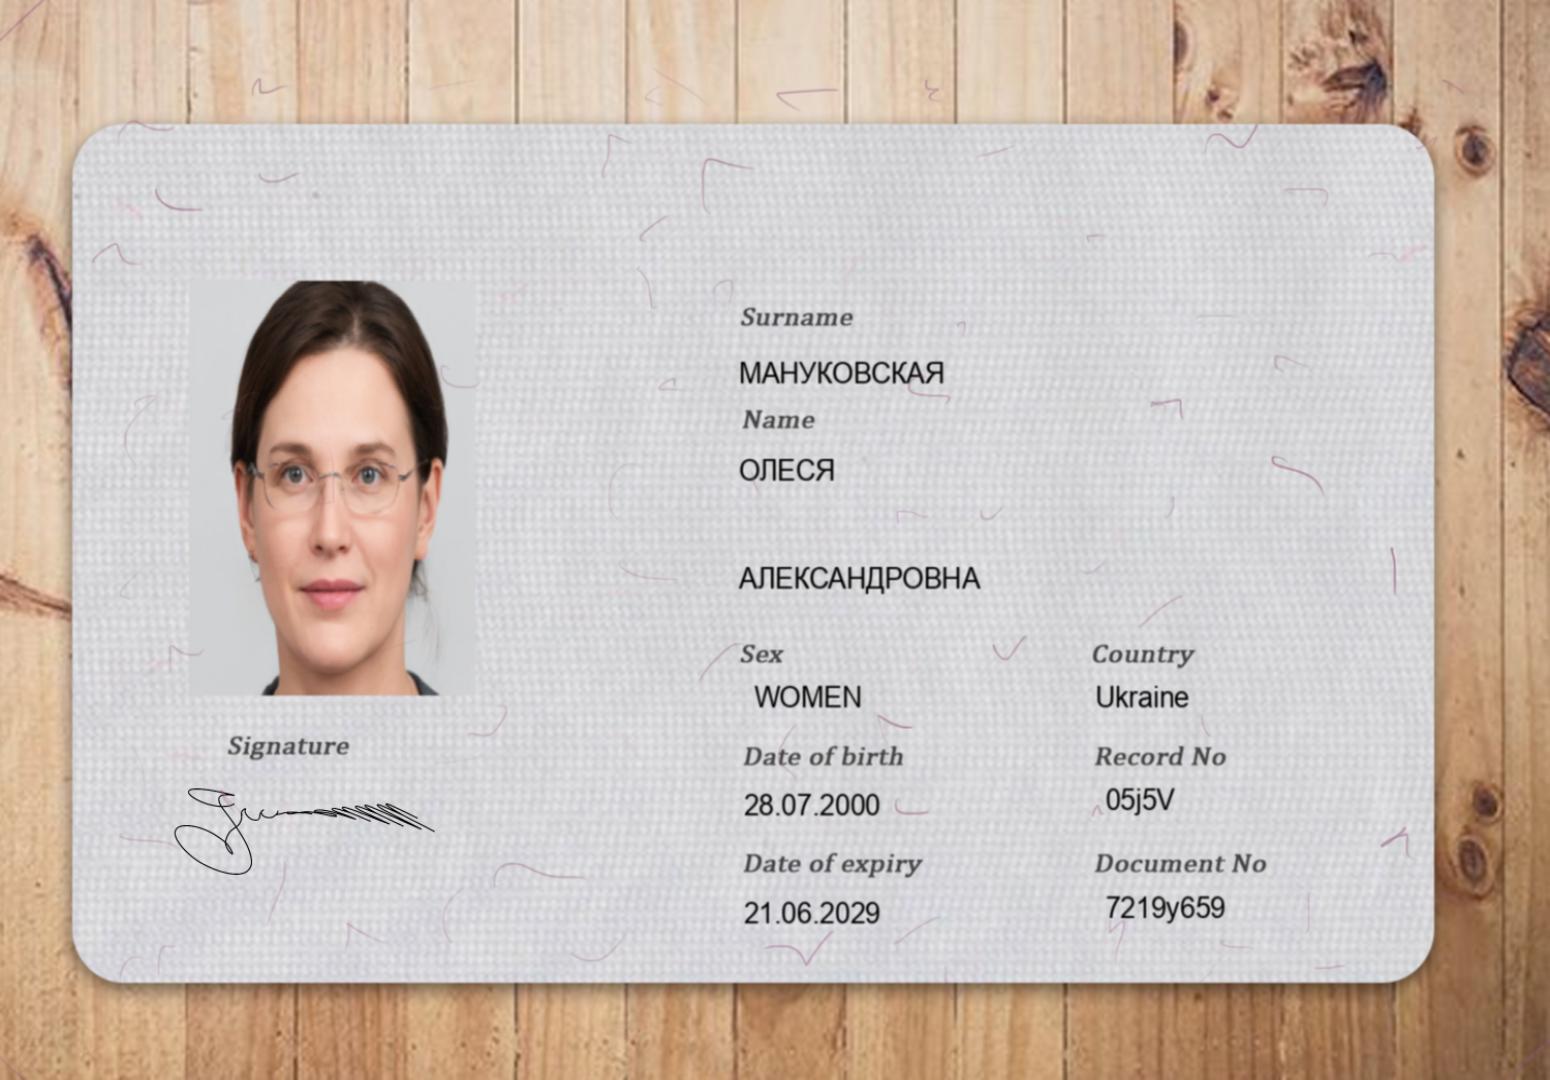 Surname
МАНУКОВСКАЯ
Name
ОЛЕСЯ
АЛЕКСАНДРОВНА
Sex
Country
WOMEN
Ukraine
Date of birth
Record No
28.07.2000
05j5V
Date of expiry
Document No
21.06.2029
7219y659
Signature